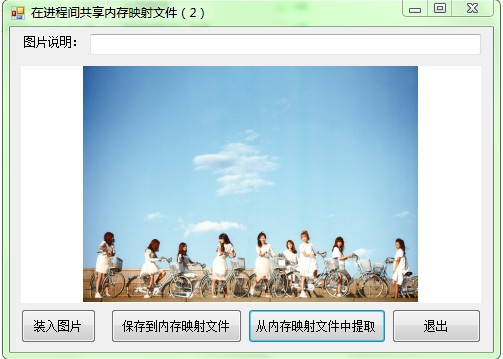 在进程间共享内存映射文件（2）
图片说明：
装入图片 保存到内存映射文件 从内存映射文件中提取 退出